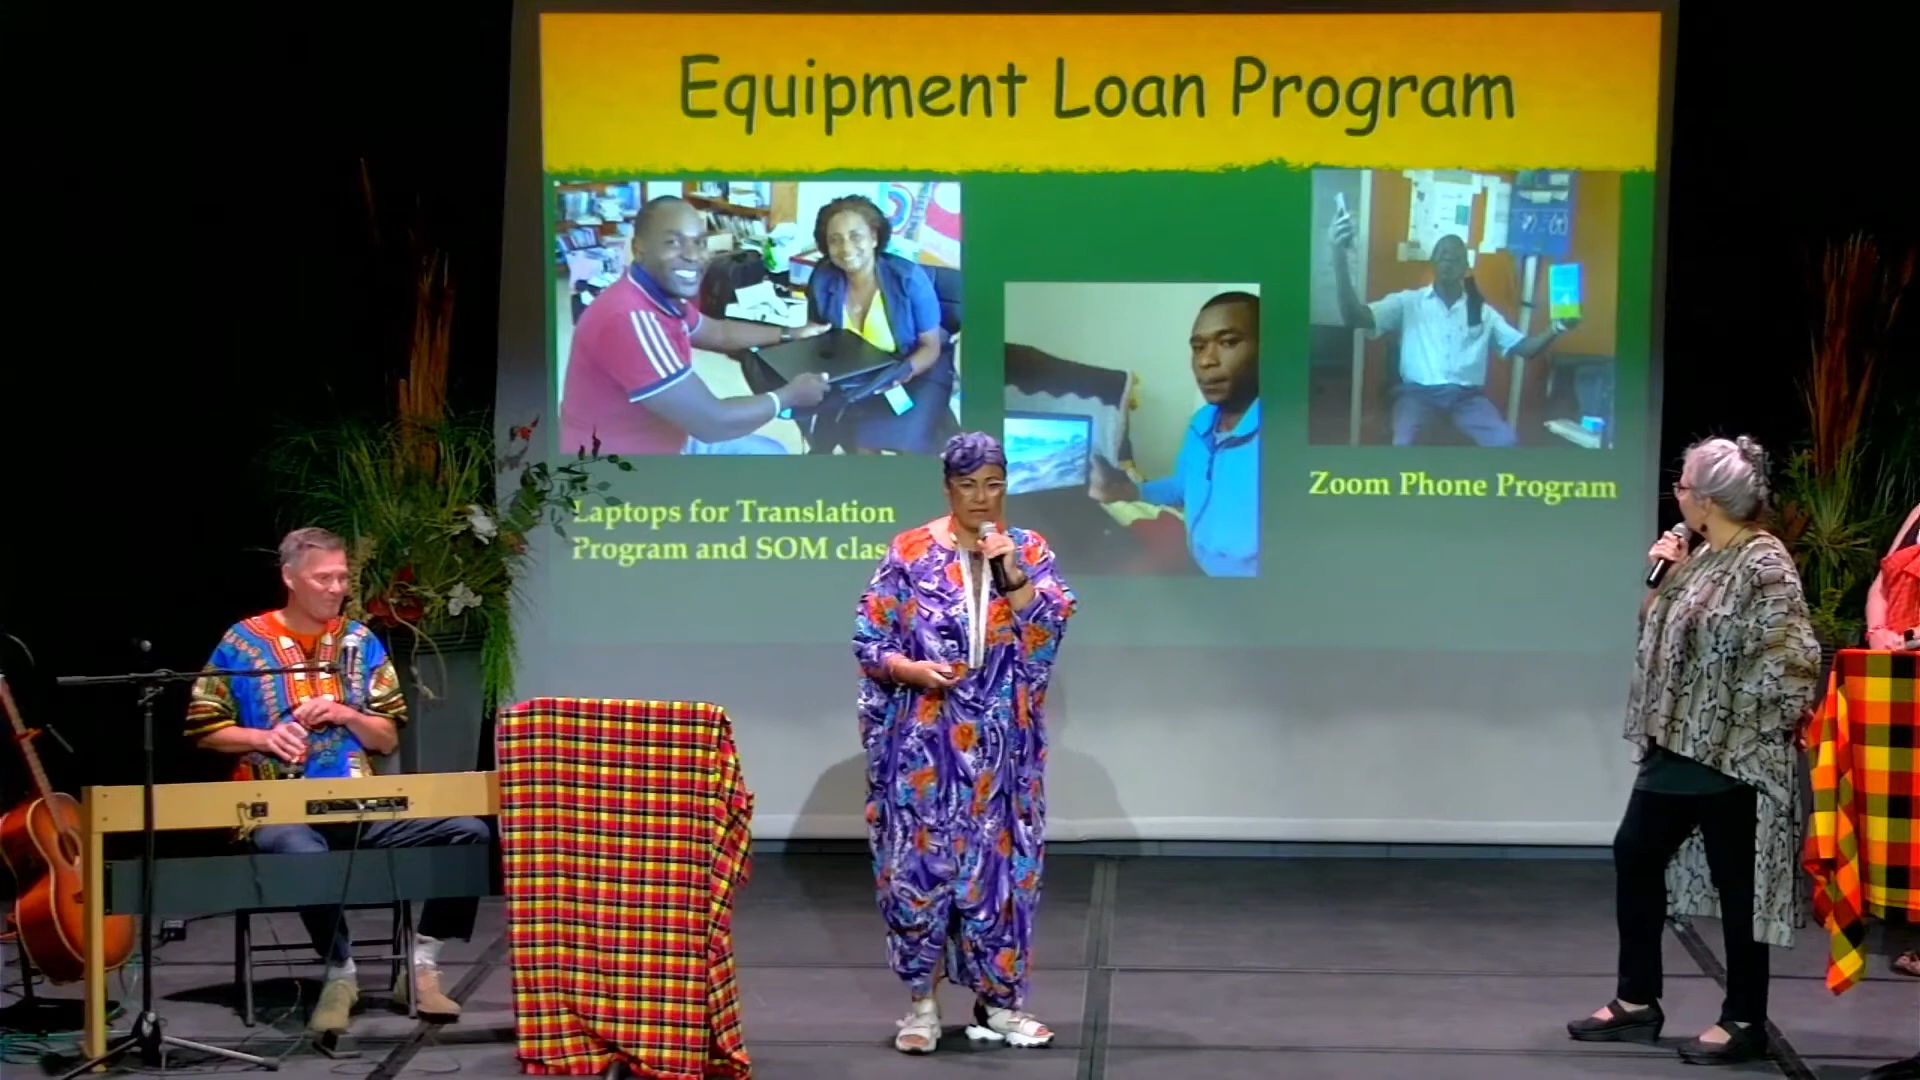 Equipment Loan Program
Laptops for Translation
Program and SOM clas
Zoom Phone Program